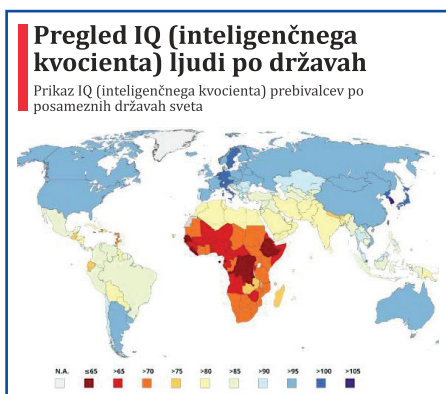 Pregled IQ (inteligenčnega
kvocienta) ljudi po državah
Prikaz IQ (inteligenčnega kvocienta) prebivalcev po
posameznih državah sveta
N.A. ≤65 >65 >70 >75 >80 >85 >90 >95 >100 >105